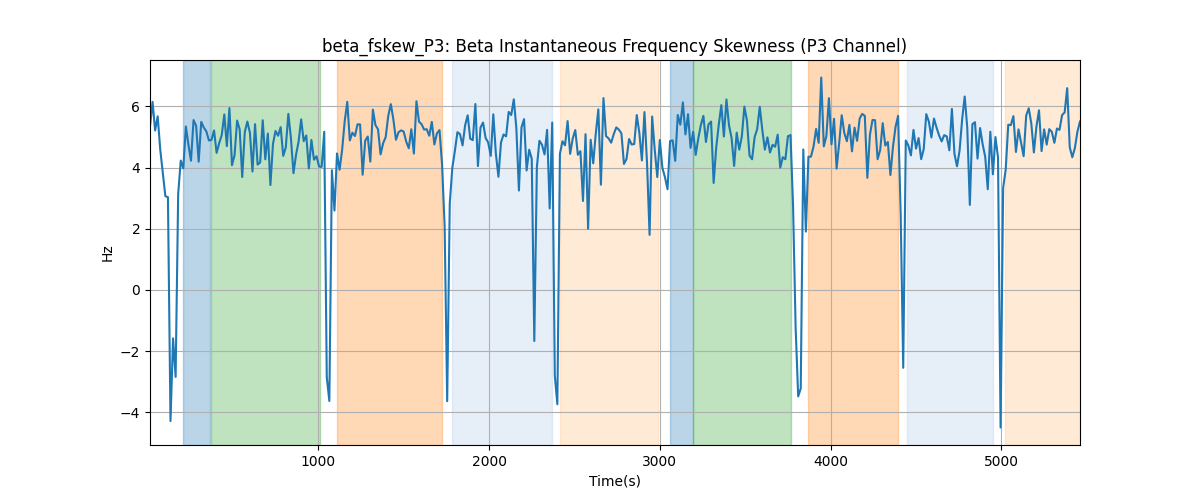 beta_fskew_P3: Beta Instantaneous Frequency Skewness (P3 Channel)
6
4
2
0
−2
−4
Hz
1000 2000 3000 4000 5000
Time(s)